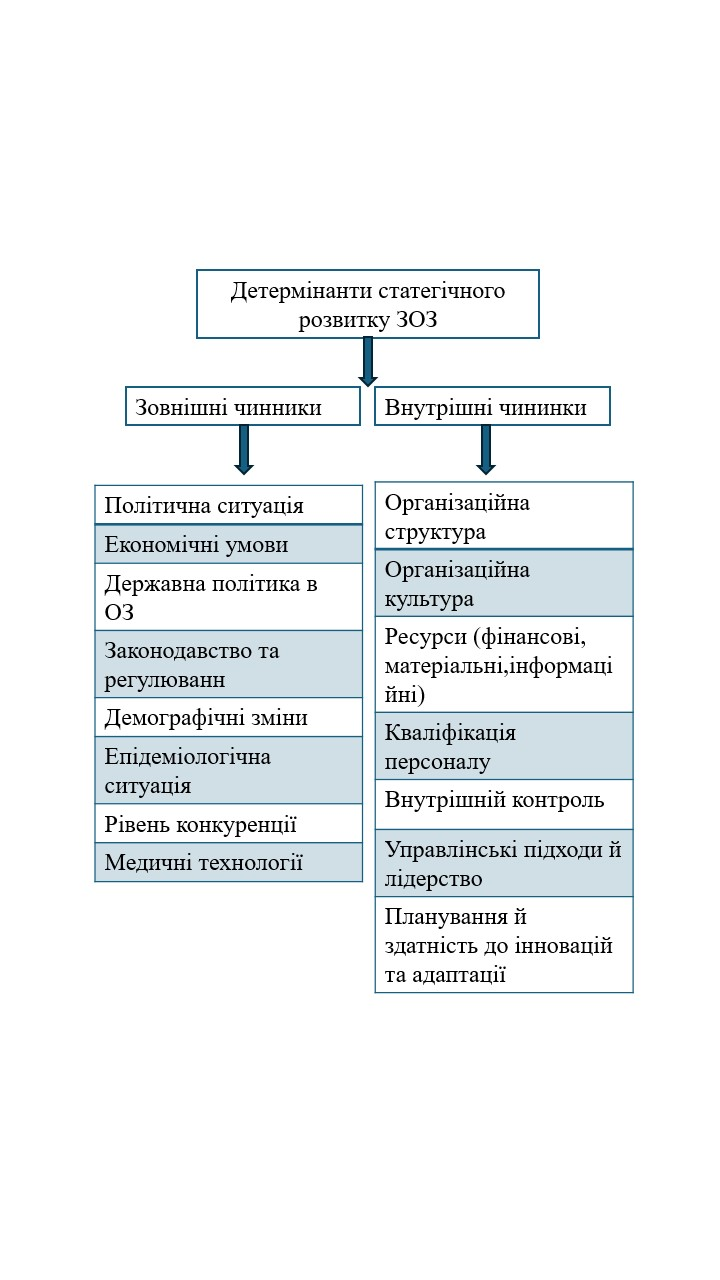 Детермінанти статегічного
розвитку ЗОЗ
Зовнішні чинники
Внутрішні чининки
Політична ситуація
Економічні умови
Державна політика в
ОЗ
Законодавство та
регулюванн
Демографічні зміни
Епідеміологічна
ситуація
Рівень конкуренції
Медичні технології
Організаційна
структура
Організаційна
культура
Ресурси (фінансові,
матеріальні,інформаці
йні)
Кваліфікація
персоналу
Внутрішній контроль
Управлінські підходи й
лідерство
Планування й
здатність до інновацій
та адаптації